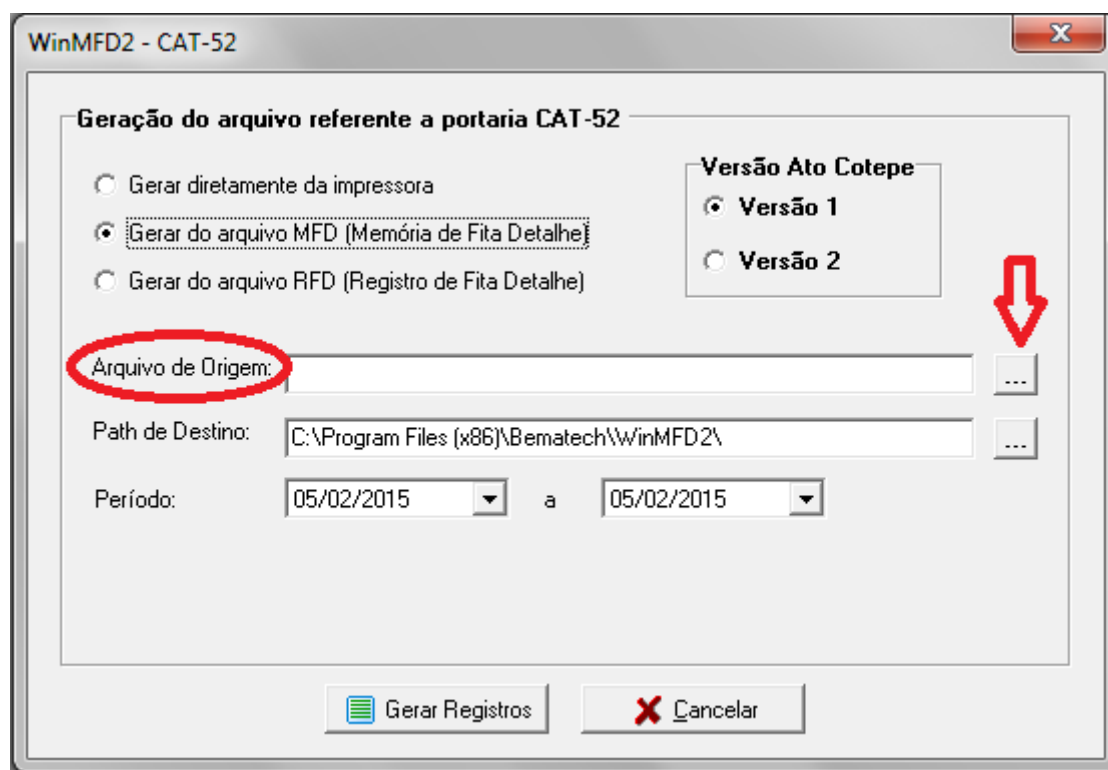 WinMFD2 - CAT-52
Geração do arquivo referente a portaria CAT-52
Gerar diretamente da impressora
Gerar do arquivo MFD (Memória de Fita Detalhe)
Gerar do arquivo RFD (Registro de Fita Detalhe)
Versão Ato Cotepe
Versão 1
Versão 2
Arquivo de Origem:
...
Path de Destino: C:\Program Files (x86)\Bematech\WinMFD2\
...
Período: 05/02/2015 a 05/02/2015
Gerar Registros Cancelar